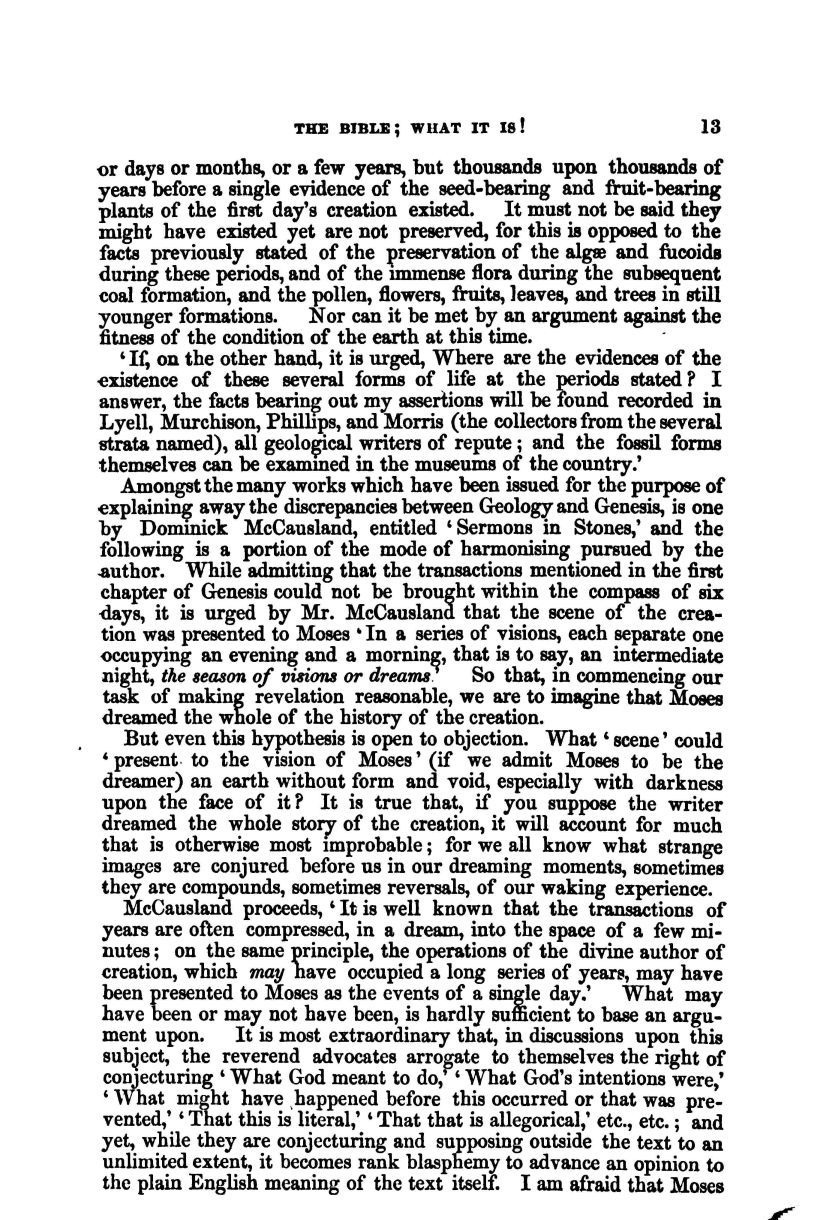 THE BIBLE; WHAT IT IS! 13
or days or months, or a few years, but thousands upon thousands of
years before a single evidence of the seed-bearing and fruit-bearing
plants of the first day's creation existed. It must not be said they
might have existed yet are not preserved, for this is opposed to the
facts previously stated of the preservation of the algæ and fucoids
during these periods, and of the immense flora during the subsequent
coal formation, and the pollen, flowers, fruits, leaves, and trees in still
younger formations. Nor can it be met by an argument against the
fitness of the condition of the earth at this time.
‘If, on the other hand, it is urged, Where are the evidences of the
existence of these several forms of life at the periods stated? I
answer, the facts bearing out my assertions will be found recorded in
Lyell, Murchison, Phillips, and Morris (the collectors from the several
strata named), all geological writers of repute; and the fossil forms
themselves can be examined in the museums of the country.’
Amongst the many works which have been issued for the purpose of
explaining away the discrepancies between Geology and Genesis, is one
by Dominick McCausland, entitled ‘Sermons in Stones,’ and the
following is a portion of the mode of harmonising pursued by the
author. While admitting that the transactions mentioned in the first
chapter of Genesis could not be brought within the compass of six
days, it is urged by Mr. McCausland that the scene of the crea-
tion was presented to Moses ‘In a series of visions, each separate one
occupying an evening and a morning, that is to say, an intermediate
night, the season of visions or dreams.’ So that, in commencing our
task of making revelation reasonable, we are to imagine that Moses
dreamed the whole of the history of the creation.
But even this hypothesis is open to objection. What ‘scene’ could
‘present to the vision of Moses’ (if we admit Moses to be the
dreamer) an earth without form and void, especially with darkness
upon the face of it? It is true that, if you suppose the writer
dreamed the whole story of the creation, it will account for much
that is otherwise most improbable; for we all know what strange
images are conjured before us in our dreaming moments, sometimes
they are compounds, sometimes reversals, of our waking experience.
McCausland proceeds, ‘It is well known that the transactions of
years are often compressed, in a dream, into the space of a few mi-
nutes; on the same principle, the operations of the divine author of
creation, which may have occupied a long series of years, may have
been presented to Moses as the events of a single day.’ What may
have been or may not have been, is hardly sufficient to base an argu-
ment upon. It is most extraordinary that, in discussions upon this
subject, the reverend advocates arrogate to themselves the right of
conjecturing ‘What God meant to do,’ ‘What God's intentions were,’
‘What might have happened before this occurred or that was pre-
vented,’ ‘That this is literal,’ ‘That that is allegorical,’ etc., etc.; and
yet, while they are conjecturing and supposing outside the text to an
unlimited extent, it becomes rank blasphemy to advance an opinion to
the plain English meaning of the text itself. I am afraid that Moses